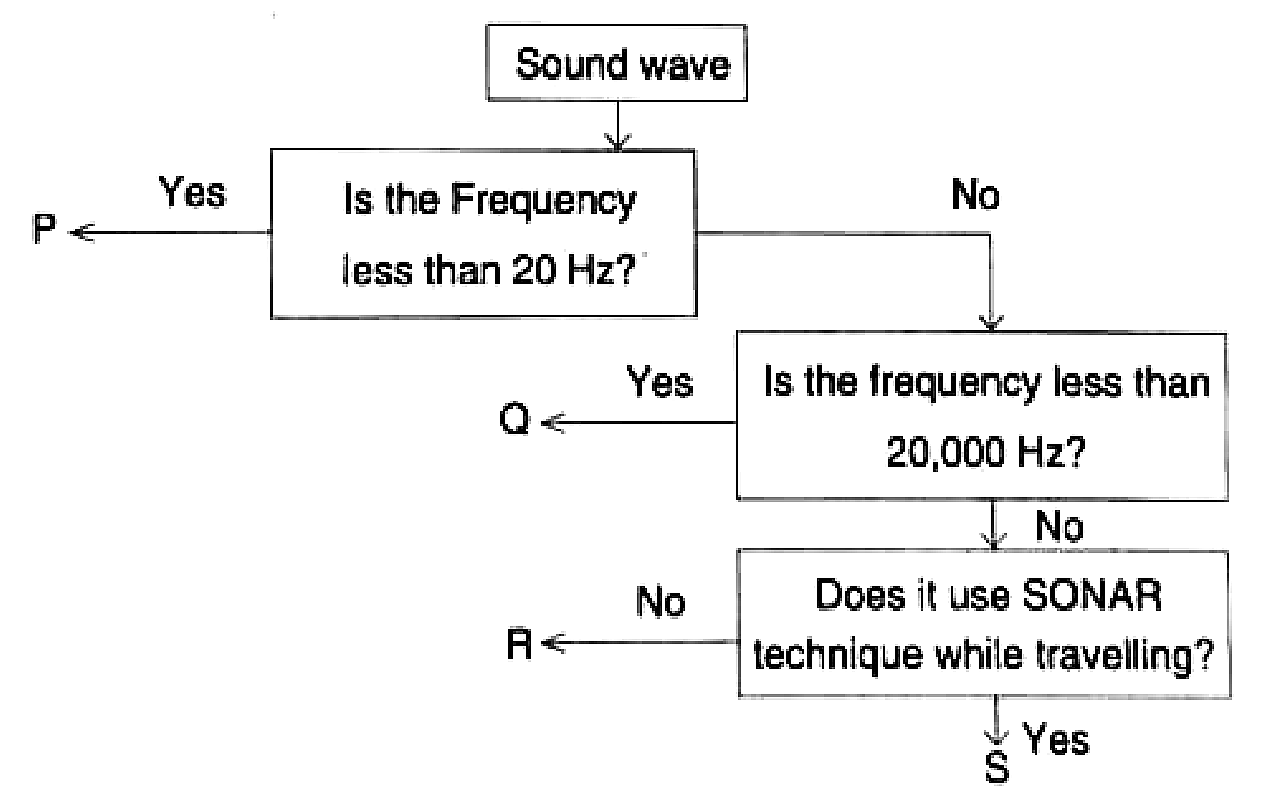 Sound wave
Yes
Is the Frequency
less than 20 Hz?
No
P
Yes
Is the frequency less than
20,000 Hz?
Q
No
No
Does it use SONAR
technique while travelling?
R
Yes
S